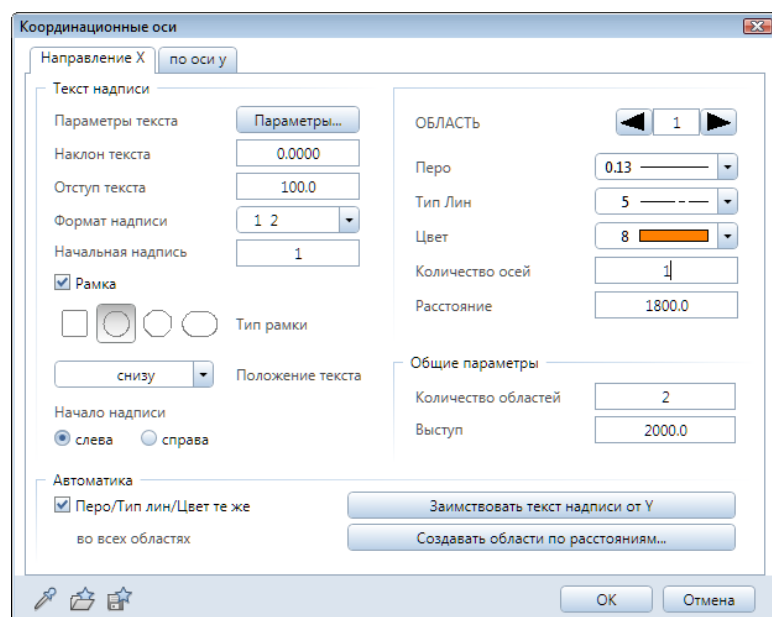 Координационные оси
Направление X
по оси y
Текст надписи
Параметры текста
Параметры...
Наклон текста
0.0000
Отступ текста
100.0
Формат надписи
1 2
Начальная надпись
1
Рамка
Тип рамки
снизу
Положение текста
Начало надписи
слева
справа
ОБЛАСТЬ
1
Перо
0.13
Тип Лин
5
Цвет
8
Количество осей
1
Расстояние
1800.0
Общие параметры
Количество областей
2
Выступ
2000.0
Автоматика
Перо/Тип лин/Цвет те же
во всех областях
Заимствовать текст надписи от Y
Создавать области по расстояниям...
OK
Отмена